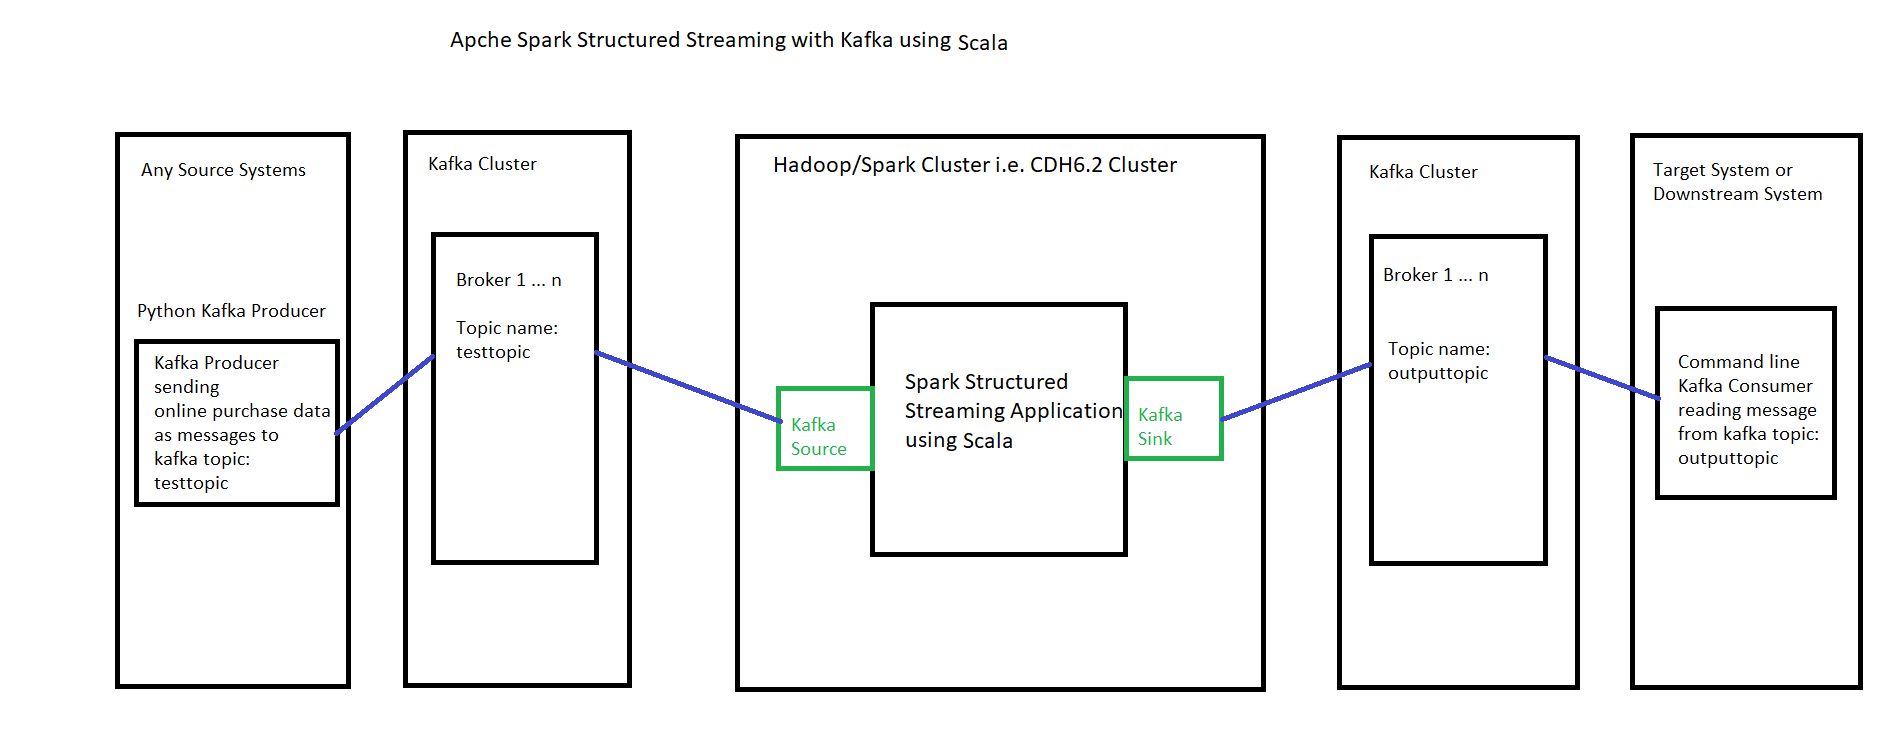 Apche Spark Structured Streaming with Kafka using Scala
Any Source Systems
Python Kafka Producer
Kafka Producer
sending
online purchase data
as messages to
kafka topic:
testtopic
Kafka Cluster
Broker 1 ... n
Topic name:
testtopic
Hadoop/Spark Cluster i.e. CDH6.2 Cluster
Kafka
Source
Spark Structured
Streaming Application
using Scala
Kafka
Sink
Kafka Cluster
Broker 1 ... n
Topic name:
outputtopic
Target System or
Downstream System
Command line
Kafka Consumer
reading message
from kafka topic:
outputtopic